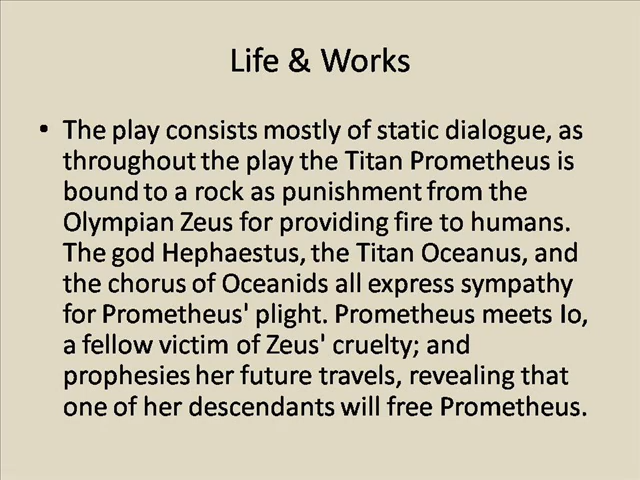 Life & Works
• The play consists mostly of static dialogue, as
throughout the play the Titan Prometheus is
bound to a rock as punishment from the
Olympian Zeus for providing fire to humans.
The god Hephaestus, the Titan Oceanus, and
the chorus of Oceanids all express sympathy
for Prometheus' plight. Prometheus meets Io,
a fellow victim of Zeus' cruelty; and
prophesies her future travels, revealing that
one of her descendants will free Prometheus.